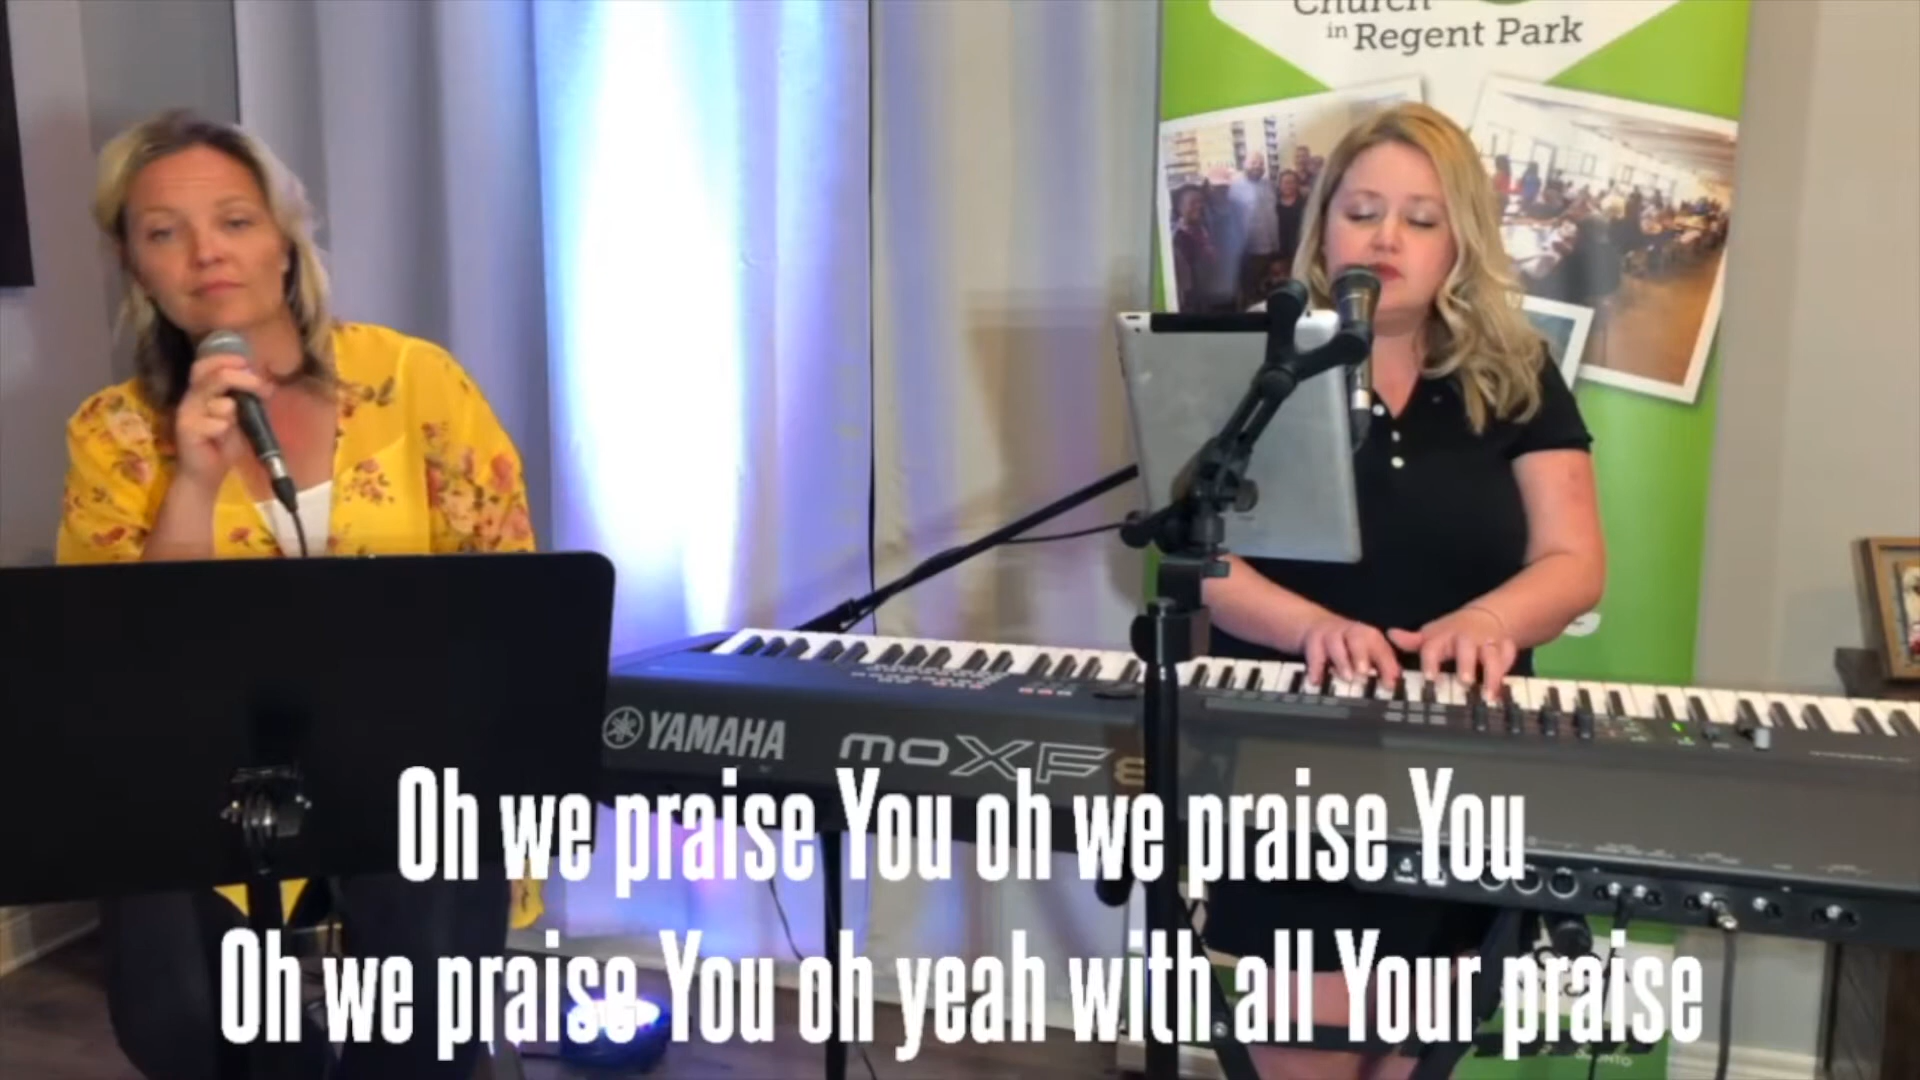 Church
in Regent Park
YAMAHA
MOXF8
Oh we praise You oh we praise You
Oh we praise You oh yeah with all Your praise